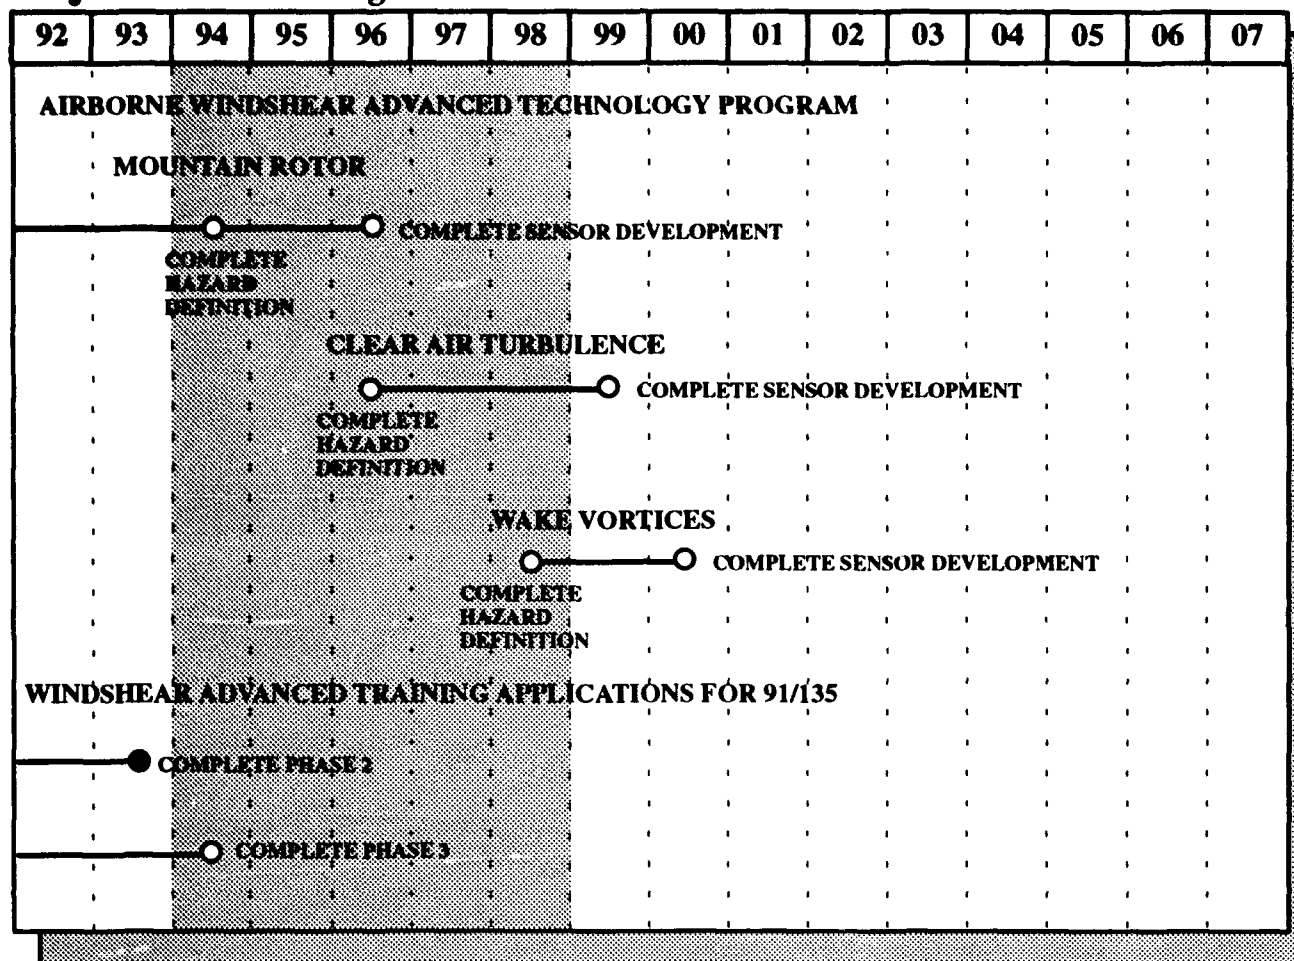 92 93 94 95 96 97 98 99 00 01 02 03 04 05 06 07
AIRBORNE WINDSHEAR ADVANCED TECHNOLOGY PROGRAM
MOUNTAIN ROTOR
COMPLETE SENSOR DEVELOPMENT
COMPLETE
HAZARD
DEFINITION
CLEAR AIR TURBULENCE
COMPLETE SENSOR DEVELOPMENT
COMPLETE
HAZARD
DEFINITION
WAKE VORTICES
COMPLETE SENSOR DEVELOPMENT
COMPLETE
HAZARD
DEFINITION
WINDSHEAR ADVANCED TRAINING APPLICATIONS FOR 91/135
COMPLETE PHASE 2
COMPLETE PHASE 3